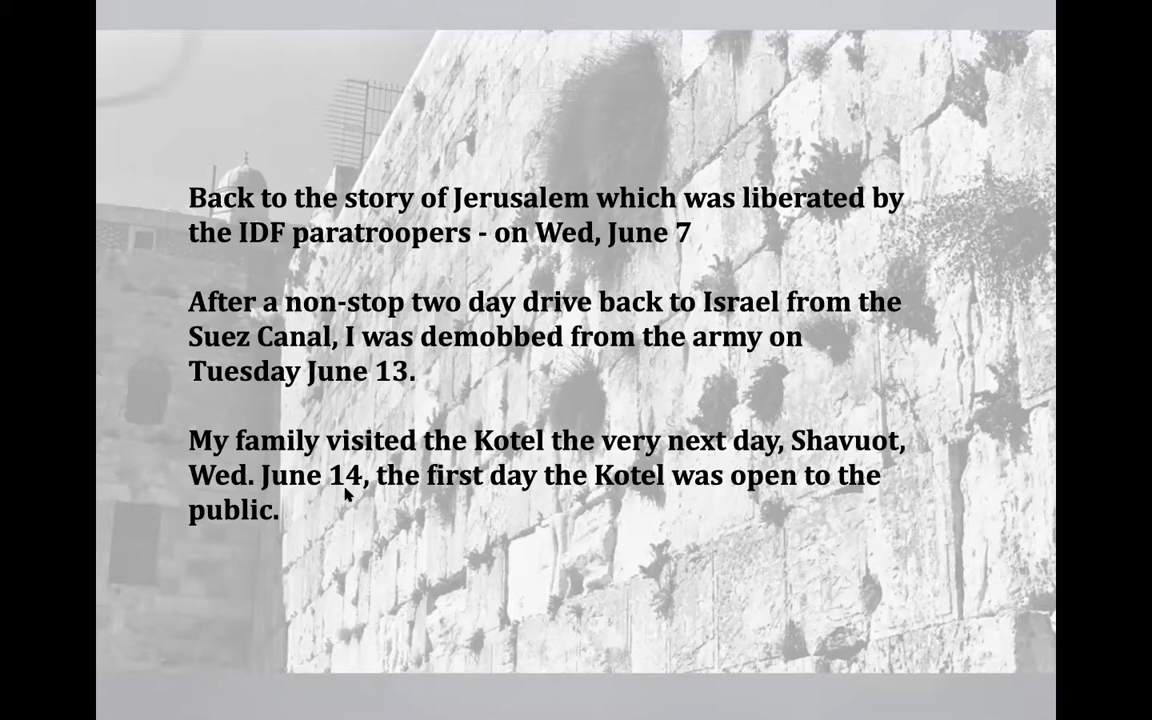 Back to the story of Jerusalem which was liberated by
the IDF paratroopers - on Wed, June 7
After a non-stop two day drive back to Israel from the
Suez Canal, I was demobbed from the army on
Tuesday June 13.
My family visited the Kotel the very next day, Shavuot,
Wed. June 14, the first day the Kotel was open to the
public.